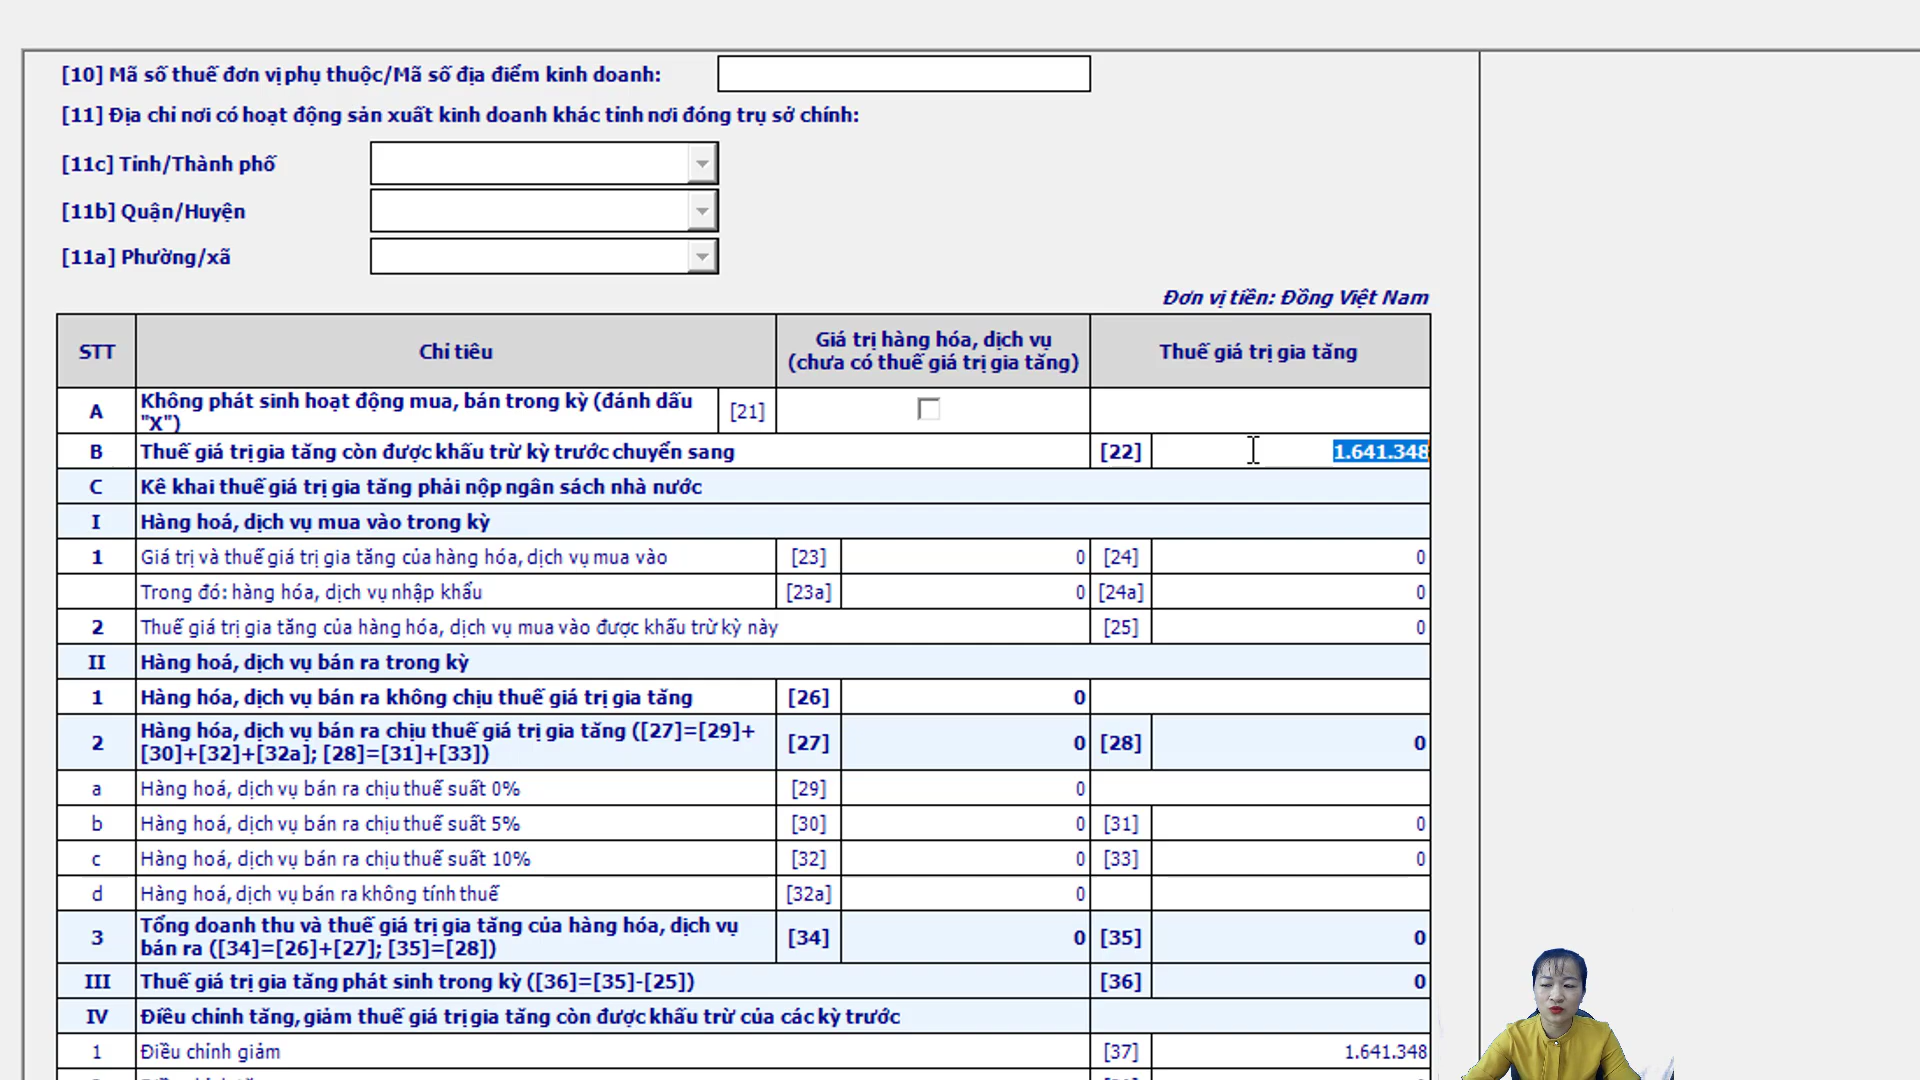 [10] Mã số thuế đơn vị phụ thuộc/Mã số địa điểm kinh doanh:
[11] Địa chỉ nơi có hoạt động sản xuất kinh doanh khác tỉnh nơi đóng trụ sở chính:
[11c] Tỉnh/Thành phố
[11b] Quận/Huyện
[11a] Phường/xã
Đơn vị tiền: Đồng Việt Nam
STT Chỉ tiêu Giá trị hàng hóa, dịch vụ (chưa có thuế giá trị gia tăng) Thuế giá trị gia tăng
A Không phát sinh hoạt động mua, bán trong kỳ (đánh dấu "X") [21]
B Thuế giá trị gia tăng còn được khấu trừ kỳ trước chuyển sang [22] 1.641.348
C Kê khai thuế giá trị gia tăng phải nộp ngân sách nhà nước
I Hàng hoá, dịch vụ mua vào trong kỳ
1 Giá trị và thuế giá trị gia tăng của hàng hóa, dịch vụ mua vào [23] 0 [24] 0
Trong đó: hàng hóa, dịch vụ nhập khẩu [23a] 0 [24a] 0
2 Thuế giá trị gia tăng của hàng hóa, dịch vụ mua vào được khấu trừ kỳ này [25] 0
II Hàng hoá, dịch vụ bán ra trong kỳ
1 Hàng hóa, dịch vụ bán ra không chịu thuế giá trị gia tăng [26] 0
2 Hàng hóa, dịch vụ bán ra chịu thuế giá trị gia tăng ([27]=[29]+[30]+[32]+[32a]; [28]=[31]+[33]) [27] 0 [28] 0
a Hàng hoá, dịch vụ bán ra chịu thuế suất 0% [29] 0
b Hàng hoá, dịch vụ bán ra chịu thuế suất 5% [30] 0 [31] 0
c Hàng hoá, dịch vụ bán ra chịu thuế suất 10% [32] 0 [33] 0
d Hàng hoá, dịch vụ bán ra không tính thuế [32a] 0
3 Tổng doanh thu và thuế giá trị gia tăng của hàng hóa, dịch vụ bán ra ([34]=[26]+[27]; [35]=[28]) [34] 0 [35] 0
III Thuế giá trị gia tăng phát sinh trong kỳ ([36]=[35]-[25]) [36] 0
IV Điều chỉnh tăng, giảm thuế giá trị gia tăng còn được khấu trừ của các kỳ trước
1 Điều chỉnh giảm [37] 1.641.348